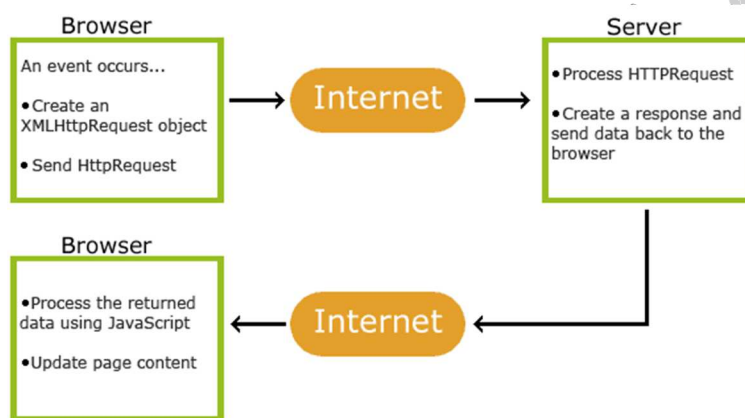 Browser
An event occurs...
•Create an
XMLHttpRequest object
•Send HttpRequest
Internet
Server
•Process HTTPRequest
•Create a response and
send data back to the
browser
Browser
•Process the returned
data using JavaScript
•Update page content
Internet